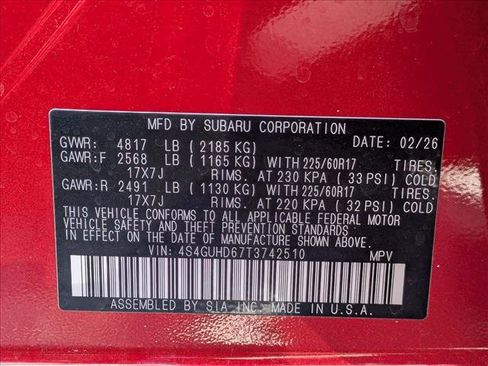 MFD BY SUBARU CORPORATION
GVWR: 4817 LB (2185 KG) DATE: 02/26
GAWR:F 2568 LB (1165 KG) WITH 225/60R17 TIRES.
17X7J RIMS. AT 230 KPA (33 PSI) COLD
GAWR:R 2491 LB (1130 KG) WITH 225/60R17 TIRES.
17X7J RIMS. AT 220 KPA (32 PSI) COLD
THIS VEHICLE CONFORMS TO ALL APPLICABLE FEDERAL MOTOR
VEHICLE SAFETY AND THEFT PREVENTION STANDARDS
IN EFFECT ON THE DATE OF MANUFACTURE SHOWN ABOVE.
VIN: 4S4GUHD67T3742510 MPV
ASSEMBLED BY SIA, INC. MADE IN U.S.A.